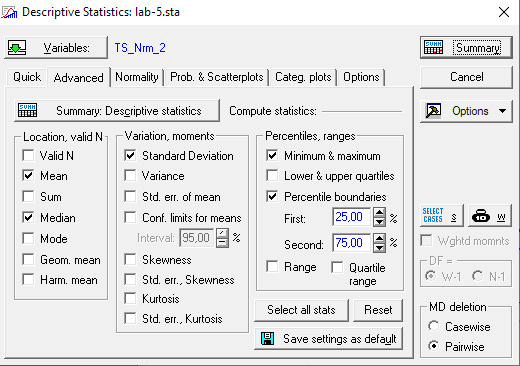 Descriptive Statistics: lab-5.sta
Variables: TS_Nrm_2
SUMM Summary
Quick Advanced Normality Prob. & Scatterplots Categ. plots Options
Cancel
SUMM Summary: Descriptive statistics Compute statistics:
Options
Location, valid N
Valid N
Mean
Sum
Median
Mode
Geom. mean
Harm. mean
Variation, moments
Standard Deviation
Variance
Std. err. of mean
Conf. limits for means
Interval: 95,00 %
Skewness
Std. err., Skewness
Kurtosis
Std. err., Kurtosis
Percentiles, ranges
Minimum & maximum
Lower & upper quartiles
Percentile boundaries
First: 25,00 %
Second: 75,00 %
Range
Quartile
range
Select all stats Reset
Save settings as default
SELECT
CASES S W
Wghtd momnts
DF =
W-1 N-1
MD deletion
Casewise
Pairwise